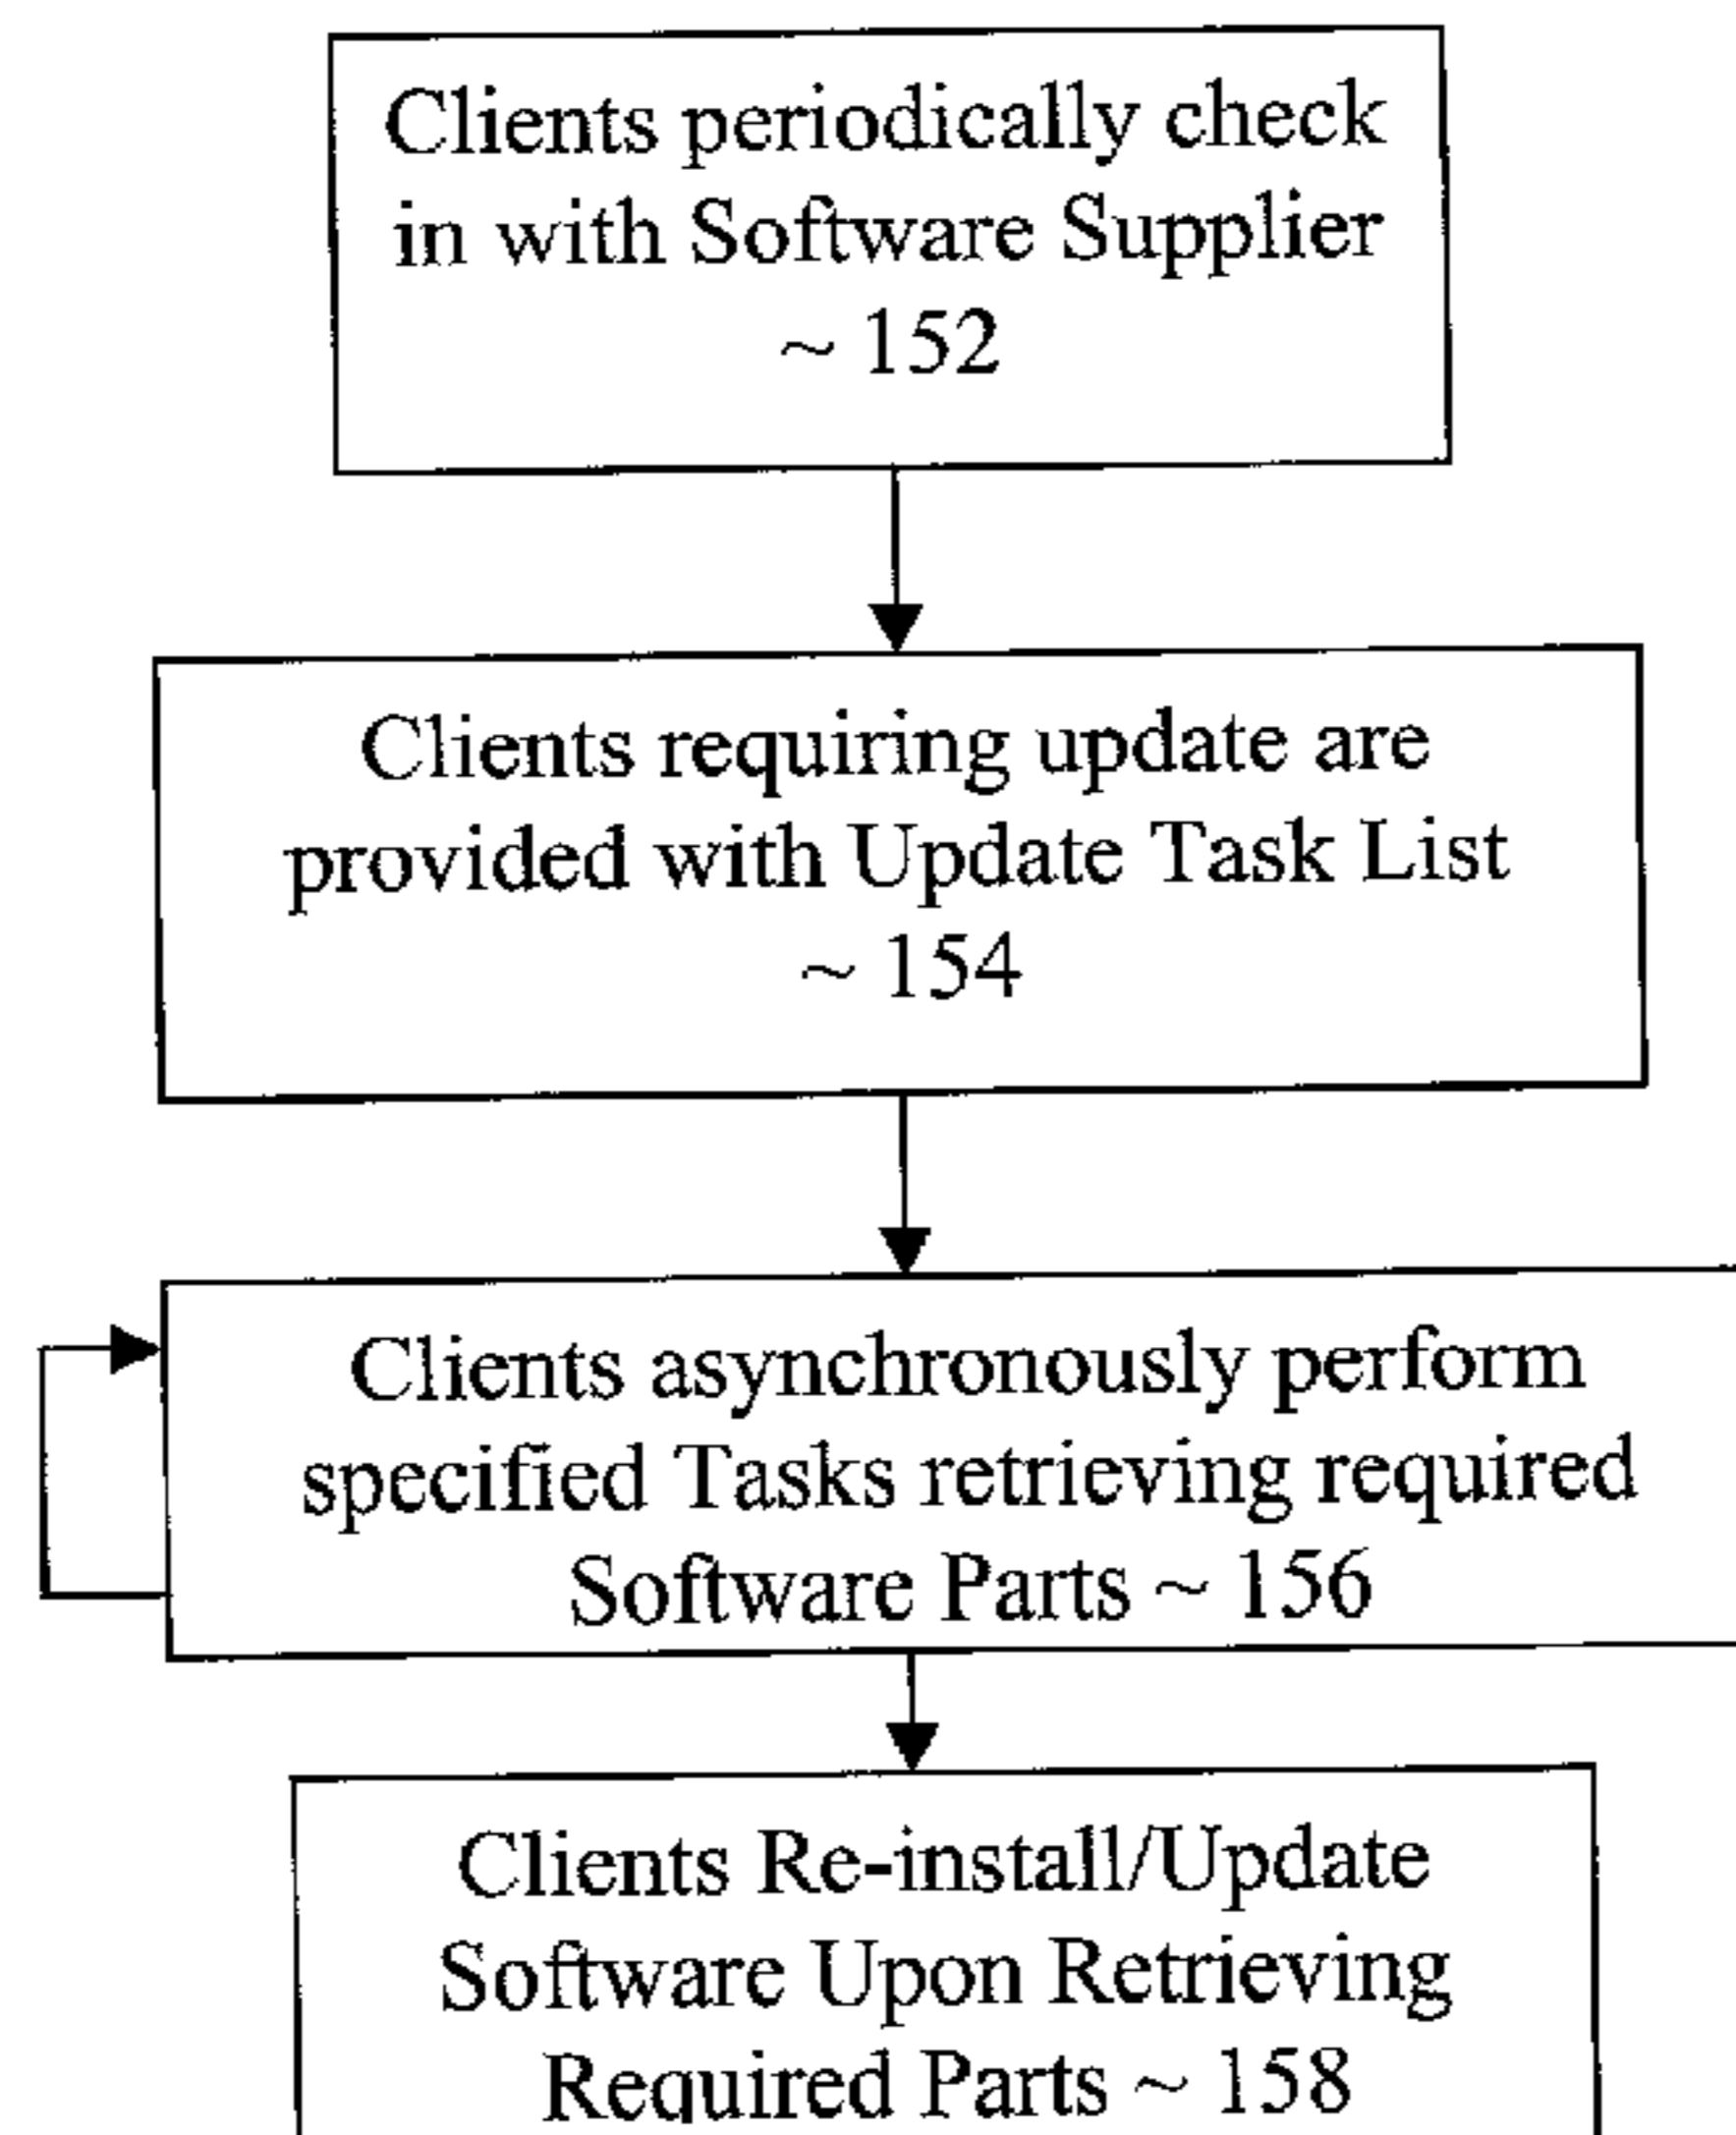 Clients periodically check
in with Software Supplier
~ 152
Clients requiring update are
provided with Update Task List
~ 154
Clients asynchronously perform
specified Tasks retrieving required
Software Parts ~ 156
Clients Re-install/Update
Software Upon Retrieving
Required Parts ~ 158